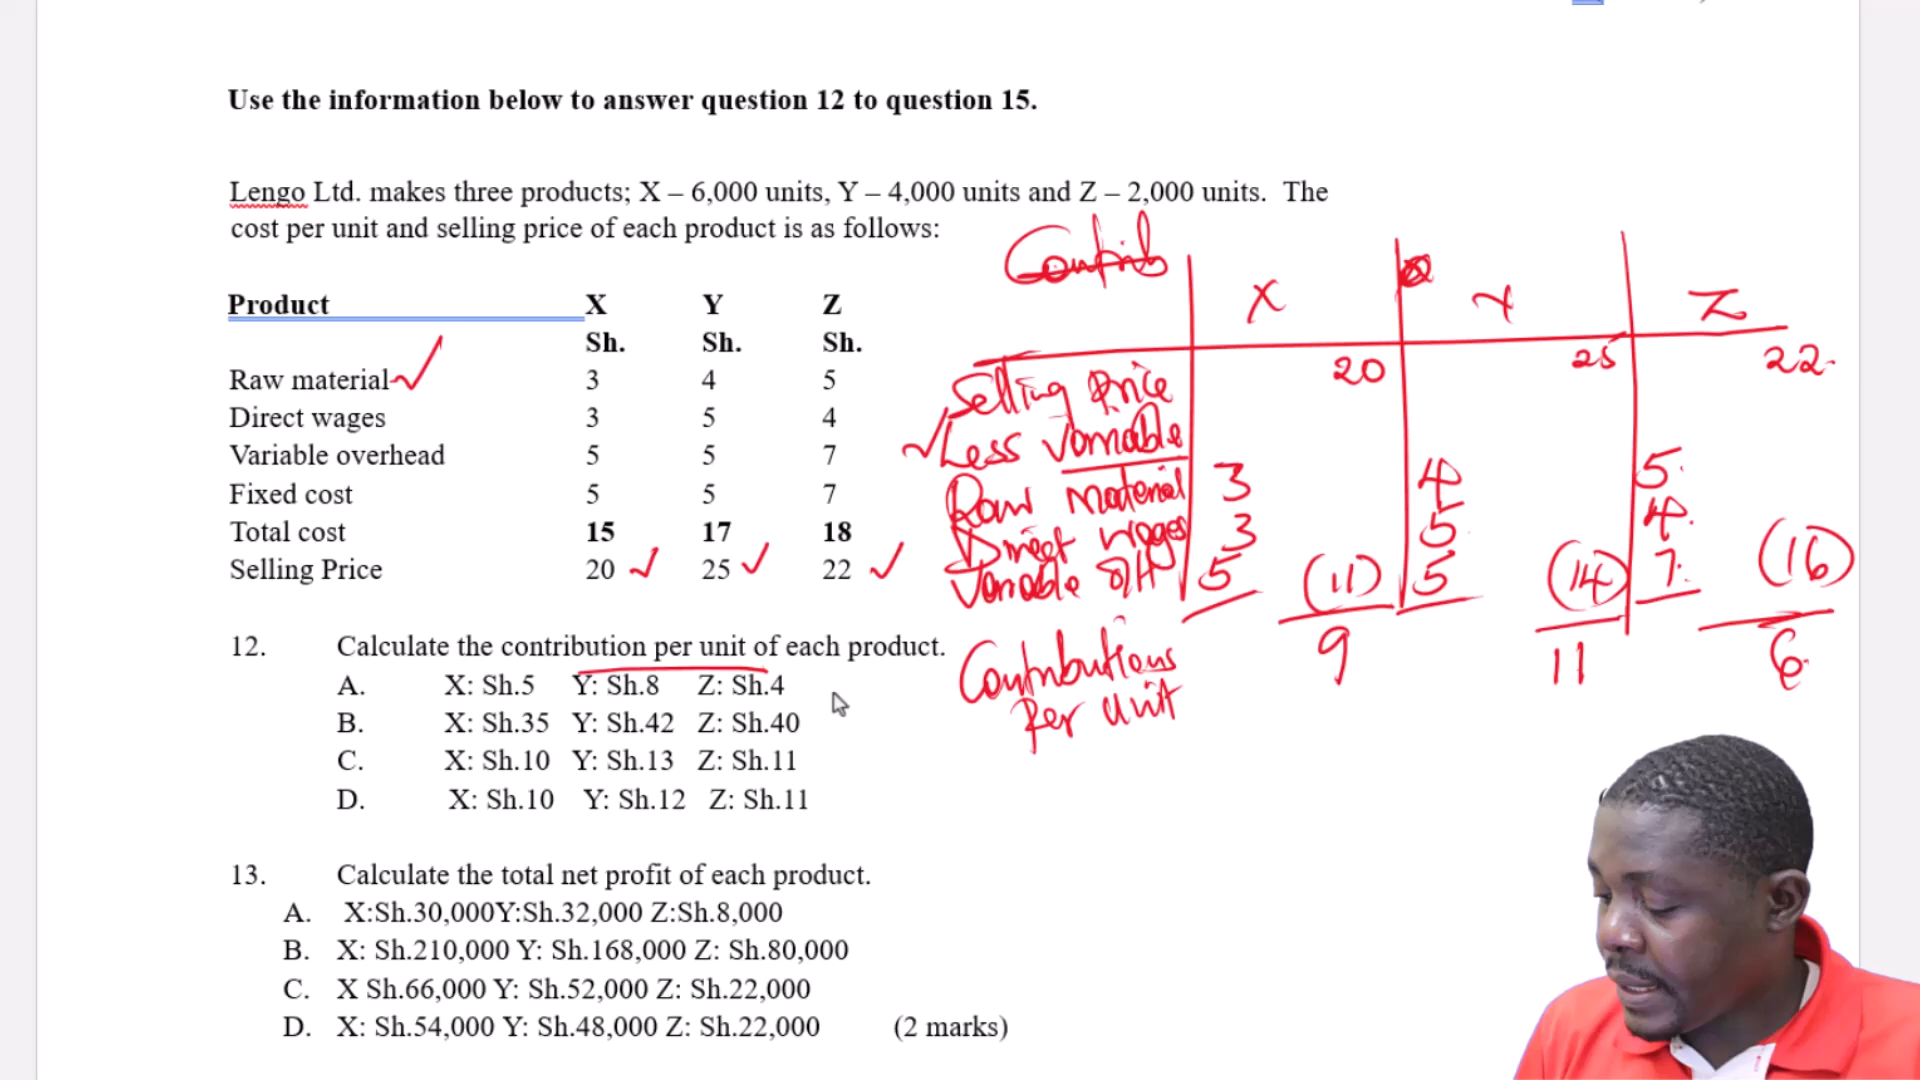 Use the information below to answer question 12 to question 15.
Lengo Ltd. makes three products; X – 6,000 units, Y – 4,000 units and Z – 2,000 units. The
cost per unit and selling price of each product is as follows:
Product X Y Z
Sh. Sh. Sh.
Raw material 3 4 5
Direct wages 3 5 4
Variable overhead 5 5 7
Fixed cost 5 5 7
Total cost 15 17 18
Selling Price 20 25 22
12. Calculate the contribution per unit of each product.
A. X: Sh.5 Y: Sh.8 Z: Sh.4
B. X: Sh.35 Y: Sh.42 Z: Sh.40
C. X: Sh.10 Y: Sh.13 Z: Sh.11
D. X: Sh.10 Y: Sh.12 Z: Sh.11
13. Calculate the total net profit of each product.
A. X:Sh.30,000Y:Sh.32,000 Z:Sh.8,000
B. X: Sh.210,000 Y: Sh.168,000 Z: Sh.80,000
C. X Sh.66,000 Y: Sh.52,000 Z: Sh.22,000
D. X: Sh.54,000 Y: Sh.48,000 Z: Sh.22,000 (2 marks)
Contrib
X Y Z
Selling Price 20 25 22
Less Variable
Raw Material 3 4 5
Direct wages 3 5 4
Variable O/H 5 (11) 5 (14) 7 (16)
Contributions 9 11 6
Per Unit